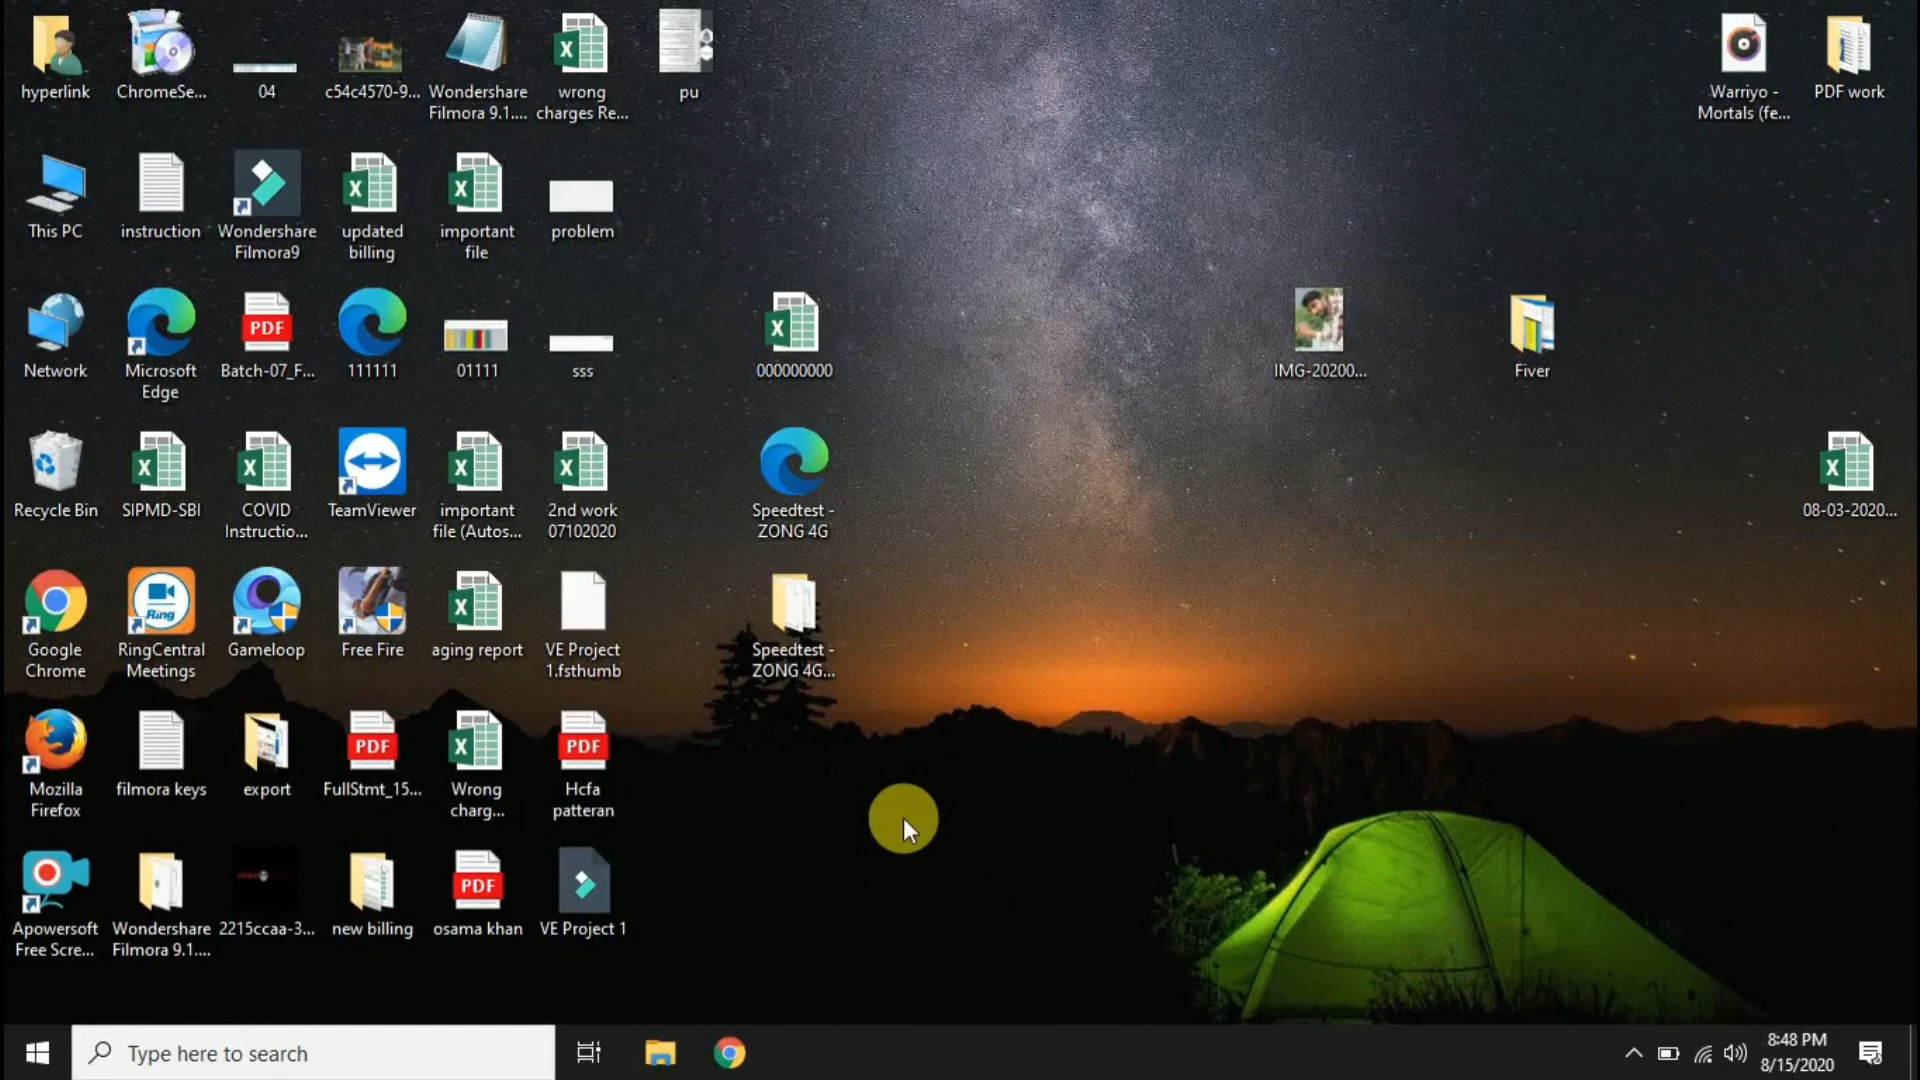 hyperlink
ChromeSe...
04
c54c4570-9...
Wondershare
Filmora 9.1....
wrong
charges Re...
pu
Warriyo -
Mortals (fe...
PDF work
This PC
instruction
Wondershare
Filmora9
updated
billing
important
file
problem
Network
Microsoft
Edge
PDF
Batch-07_F...
111111
01111
sss
000000000
IMG-20200...
Fiver
Recycle Bin
SIPMD-SBI
COVID
Instructio...
TeamViewer
important
file (Autos...
2nd work
07102020
Speedtest -
ZONG 4G
08-03-2020...
Google
Chrome
Ring
RingCentral
Meetings
Gameloop
Free Fire
aging report
VE Project
1.fsthumb
Speedtest -
ZONG 4G...
Mozilla
Firefox
filmora keys
export
PDF
FullStmt_15...
Wrong
charg...
PDF
Hcfa
patteran
Apowersoft
Free Scre...
Wondershare
Filmora 9.1....
2215ccaa-3...
new billing
PDF
osama khan
VE Project 1
Type here to search
8:48 PM
8/15/2020